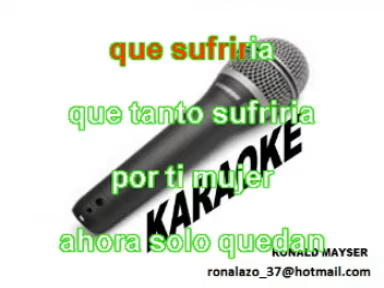 que sufriria
que tanto sufriria
por ti mujer
ahora solo quedan
KARAOKE
RONALD MAYSER
ronalazo_37@hotmail.com